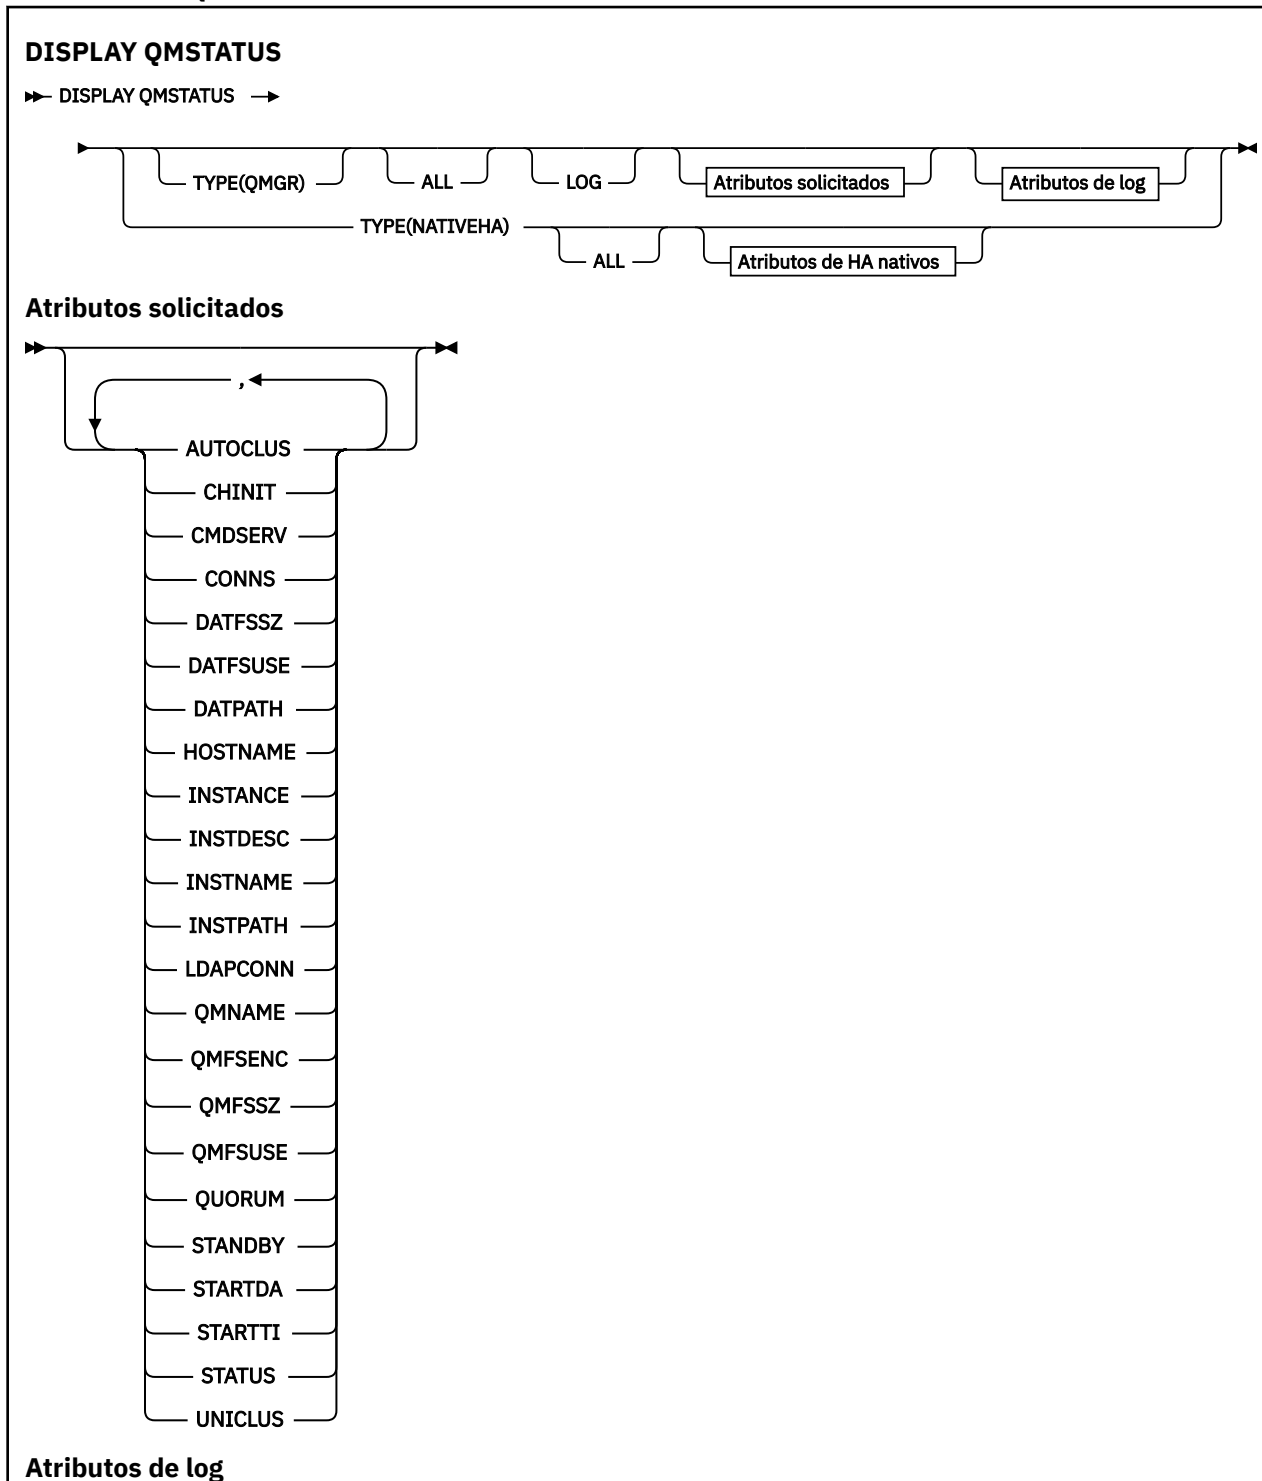 DISPLAY QMSTATUS
DISPLAY QMSTATUS
TYPE(QMGR) ALL LOG Atributos solicitados Atributos de log
TYPE(NATIVEHA)
ALL Atributos de HA nativos
Atributos solicitados
,
AUTOCLUS
CHINIT
CMDSERV
CONNS
DATFSSZ
DATFSUSE
DATPATH
HOSTNAME
INSTANCE
INSTDESC
INSTNAME
INSTPATH
LDAPCONN
QMNAME
QMFSENC
QMFSSZ
QMFSUSE
QUORUM
STANDBY
STARTDA
STARTTI
STATUS
UNICLUS
Atributos de log